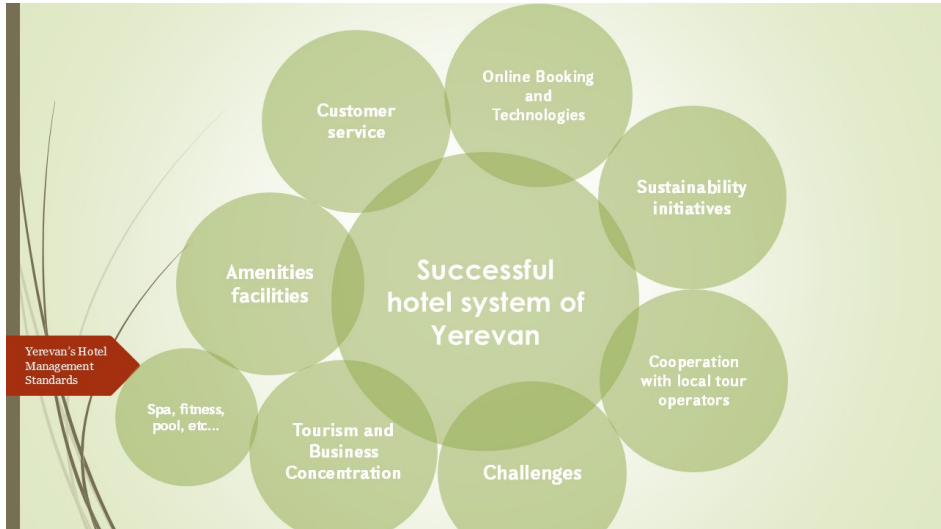 Online Booking
and
Technologies
Customer
service
Sustainability
initiatives
Amenities
facilities
Successful
hotel system of
Yerevan
Yerevan's Hotel
Management
Standards
Cooperation
with local tour
operators
Spa, fitness,
pool, etc...
Tourism and
Business
Concentration
Challenges